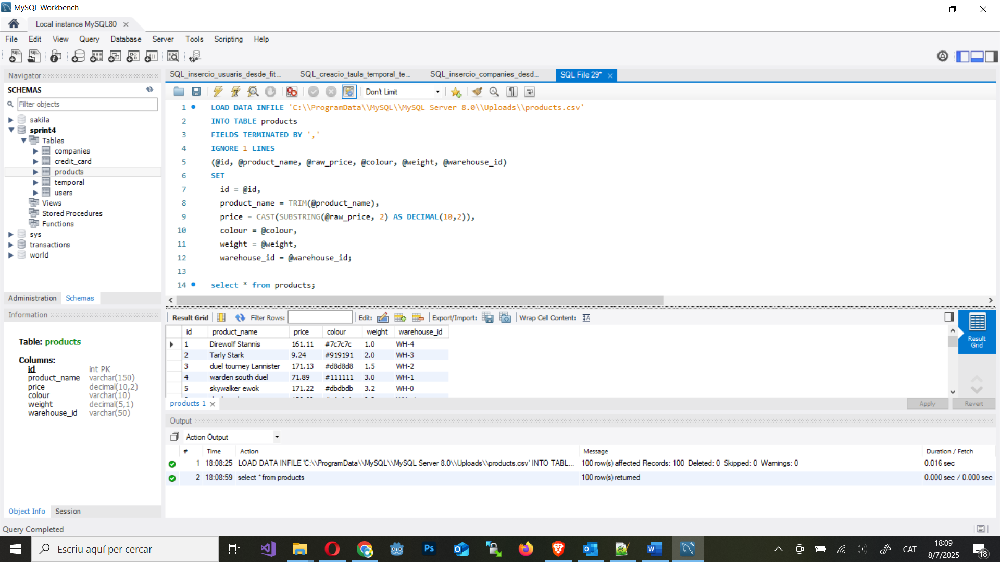 MySQL Workbench
Local instance MySQL80
File Edit View Query Database Server Tools Scripting Help
Navigator
SCHEMAS
Filter objects
sakila
sprint4
Tables
companies
credit_card
products
temporal
users
Views
Stored Procedures
Functions
sys
transactions
world
Administration Schemas
Information
Table: products
Columns:
id int PK
product_name varchar(150)
price decimal(10,2)
colour varchar(10)
weight decimal(5,1)
warehouse_id varchar(50)
Object Info Session
SQL_insercio_usuaris_desde_fit... SQL_creacio_taula_temporal_te... SQL_insercio_companies_desd... SQL File 29*
Don't Limit
1 LOAD DATA INFILE 'C:\\ProgramData\\MySQL\\MySQL Server 8.0\\Uploads\\products.csv'
2 INTO TABLE products
3 FIELDS TERMINATED BY ','
4 IGNORE 1 LINES
5 (@id, @product_name, @raw_price, @colour, @weight, @warehouse_id)
6 SET
7 id = @id,
8 product_name = TRIM(@product_name),
9 price = CAST(SUBSTRING(@raw_price, 2) AS DECIMAL(10,2)),
10 colour = @colour,
11 weight = @weight,
12 warehouse_id = @warehouse_id;
13
14 select * from products;
Result Grid Filter Rows: Edit: Export/Import: Wrap Cell Content:
id product_name price colour weight warehouse_id
1 Direwolf Stannis 161.11 #7c7c7c 1.0 WH-4
2 Tarly Stark 9.24 #919191 2.0 WH-3
3 duel tourney Lannister 171.13 #d8d8d8 1.5 WH-2
4 warden south duel 71.89 #111111 3.0 WH-1
5 skywalker ewok 171.22 #dbdbdb 3.2 WH-0
Result
Grid
products 1
Apply Revert
Output
Action Output
# Time Action Message Duration / Fetch
1 18:08:25 LOAD DATA INFILE 'C:\\ProgramData\\MySQL\\MySQL Server 8.0\\Uploads\\products.csv' INTO TABL... 100 row(s) affected Records: 100 Deleted: 0 Skipped: 0 Warnings: 0 0.016 sec
2 18:08:59 select * from products 100 row(s) returned 0.000 sec / 0.000 sec
Query Completed
Escriu aquí per cercar
Ps
CAT
18:09
8/7/2025
18